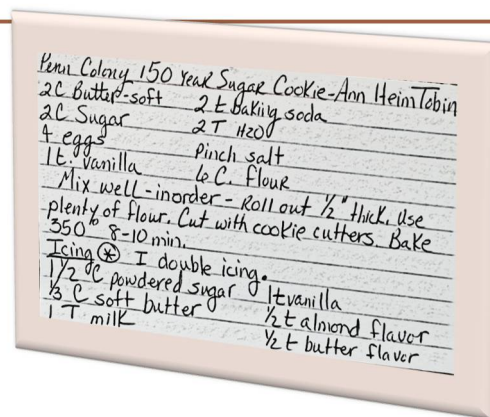 Penn Colony 150 Year Sugar Cookie-Ann Heim Tobin
2C Butter-soft 2 t baking soda
2C Sugar 2 T H2O
4 eggs Pinch salt
1t. vanilla 6 C. flour
Mix well-inorder-Roll out 1/2" thick. Use
plenty of flour. Cut with cookie cutters. Bake
350° 8-10 min.
Icing * I double icing.
1 1/2 C powdered sugar 1t vanilla
1/3 C soft butter 1/2 t almond flavor
1 T milk 1/2 t butter flavor